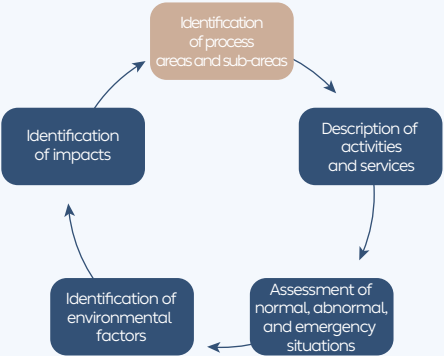 Identification
of process
areas and sub-areas
Description of
activities
and services
Assessment of
normal, abnormal,
and emergency
situations
Identification of
environmental
factors
Identification
of impacts